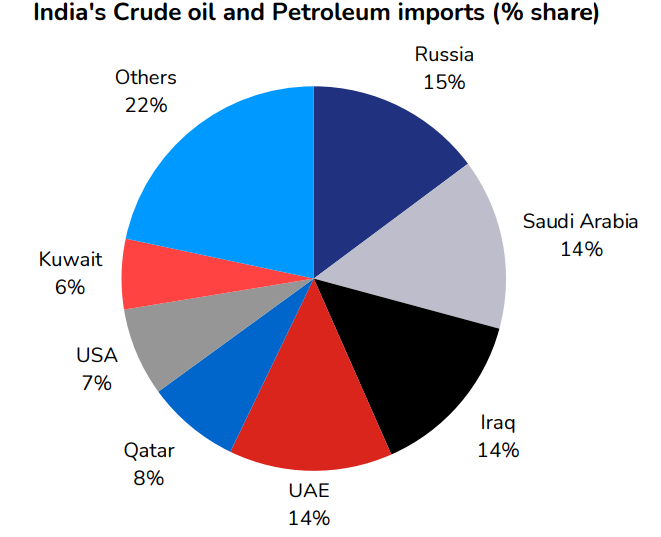 India's Crude oil and Petroleum imports (% share)
Russia
15%
Saudi Arabia
14%
Iraq
14%
UAE
14%
Qatar
8%
USA
7%
Kuwait
6%
Others
22%